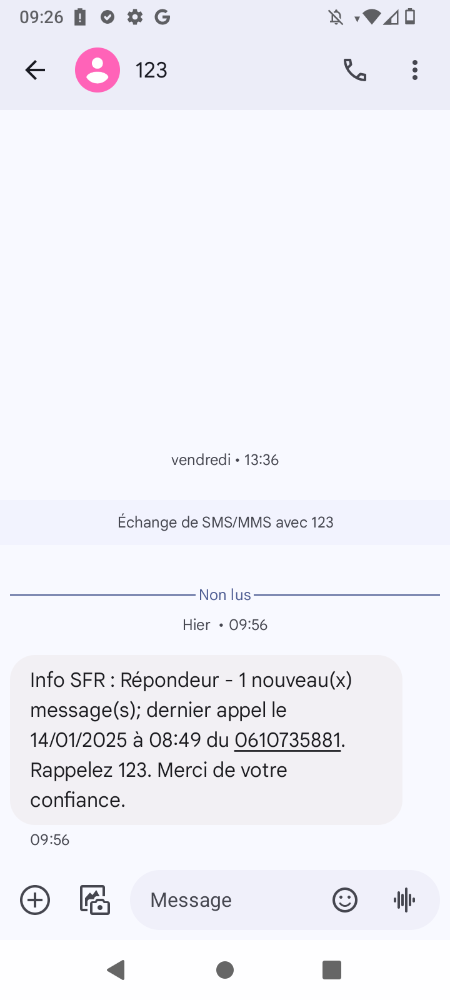 09:26
123
vendredi • 13:36
Échange de SMS/MMS avec 123
Non lus
Hier • 09:56
Info SFR : Répondeur - 1 nouveau(x)
message(s); dernier appel le
14/01/2025 à 08:49 du 0610735881.
Rappelez 123. Merci de votre
confiance.
09:56
Message